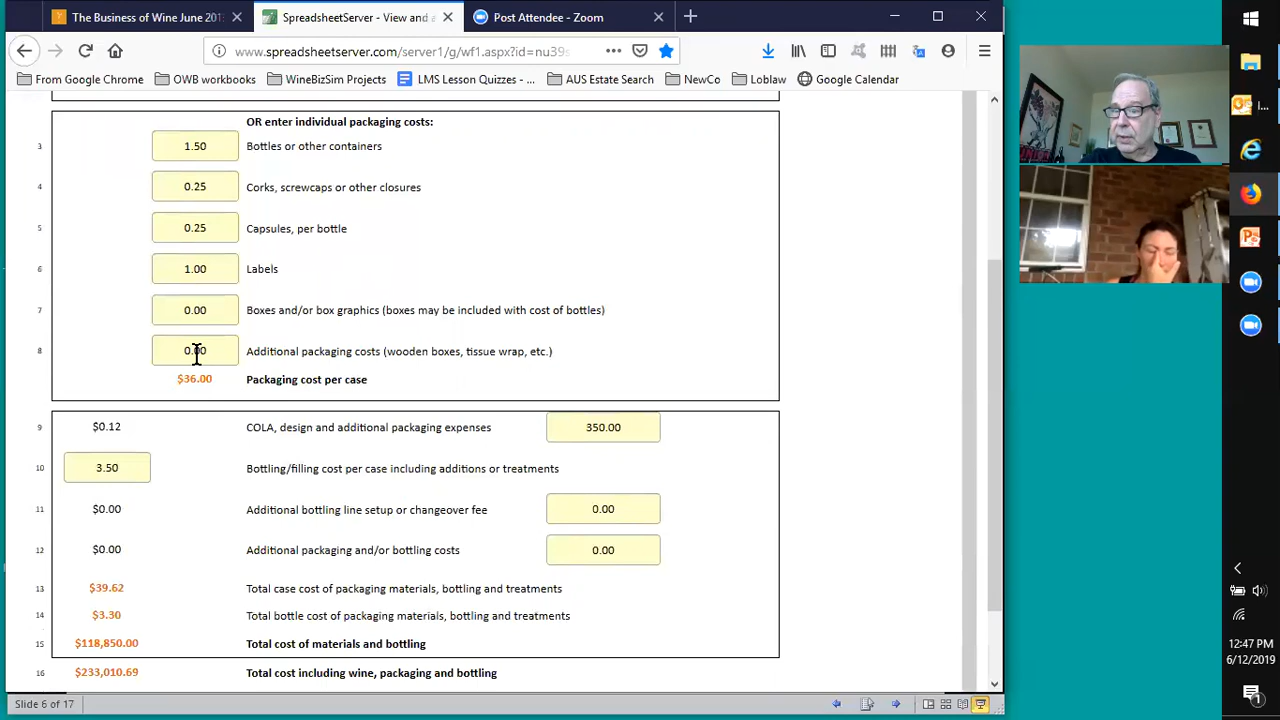 The Business of Wine June 201
SpreadsheetServer - View and e
Post Attendee - Zoom
www.spreadsheetserver.com/server1/g/wf1.aspx?id=nu39s
From Google Chrome
OWB workbooks
WineBizSim Projects
LMS Lesson Quizzes - ...
AUS Estate Search
NewCo
Loblaw
Google Calendar
OR enter individual packaging costs:
3 1.50 Bottles or other containers
4 0.25 Corks, screwcaps or other closures
5 0.25 Capsules, per bottle
6 1.00 Labels
7 0.00 Boxes and/or box graphics (boxes may be included with cost of bottles)
8 0.00 Additional packaging costs (wooden boxes, tissue wrap, etc.)
$36.00 Packaging cost per case
9 $0.12 COLA, design and additional packaging expenses 350.00
10 3.50 Bottling/filling cost per case including additions or treatments
11 $0.00 Additional bottling line setup or changeover fee 0.00
12 $0.00 Additional packaging and/or bottling costs 0.00
13 $39.62 Total case cost of packaging materials, bottling and treatments
14 $3.30 Total bottle cost of packaging materials, bottling and treatments
15 $118,850.00 Total cost of materials and bottling
16 $233,010.69 Total cost including wine, packaging and bottling
Slide 6 of 17
I...
12:47 PM
6/12/2019
1